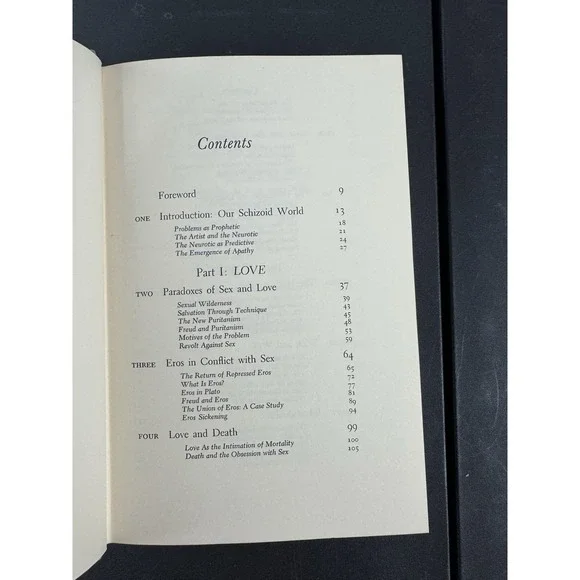 Contents
Foreword 9
ONE Introduction: Our Schizoid World 13
Problems as Prophetic 18
The Artist and the Neurotic 21
The Neurotic as Predictive 24
The Emergence of Apathy 27
Part I: LOVE
TWO Paradoxes of Sex and Love 37
Sexual Wilderness 39
Salvation Through Technique 43
The New Puritanism 45
Freud and Puritanism 48
Motives of the Problem 53
Revolt Against Sex 59
THREE Eros in Conflict with Sex 64
The Return of Repressed Eros 65
What Is Eros? 72
Eros in Plato 77
Freud and Eros 81
The Union of Eros: A Case Study 89
Eros Sickening 94
FOUR Love and Death 99
Love As the Intimation of Mortality 100
Death and the Obsession with Sex 105